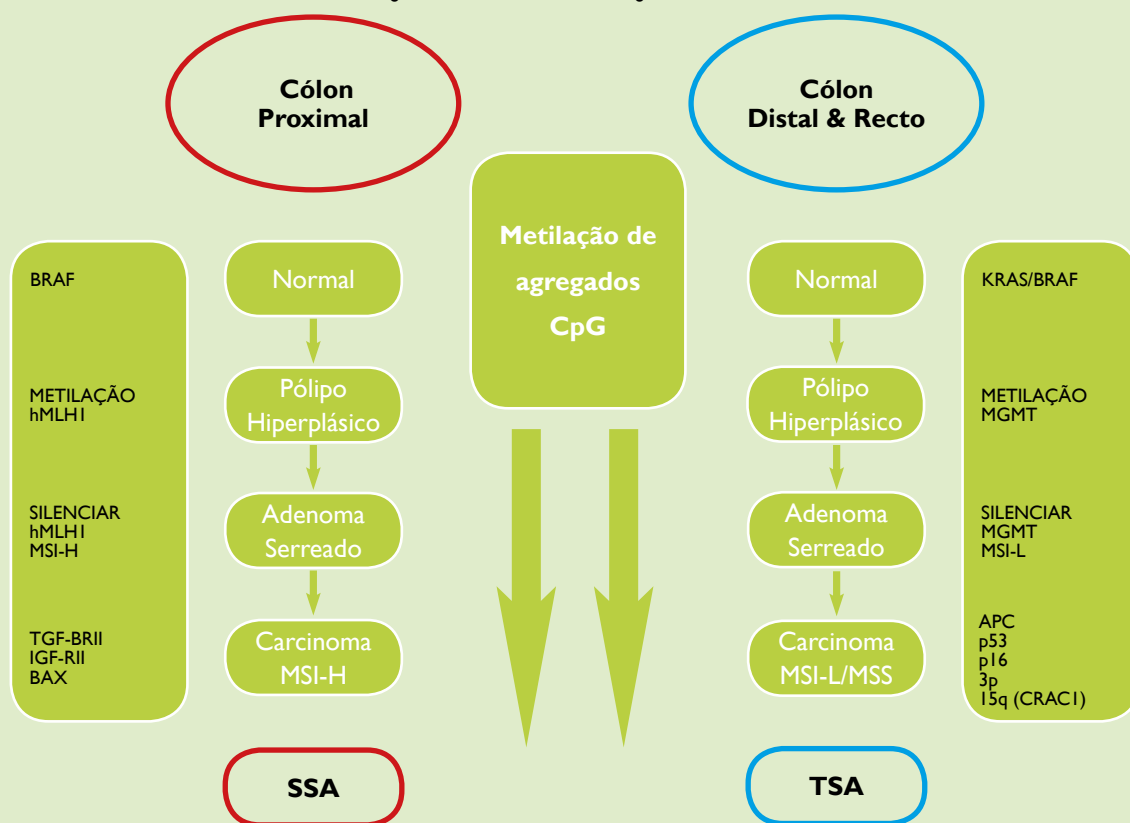 Cólon
Proximal
Cólon
Distal & Recto
Metilação de
agregados
CpG
BRAF
METILAÇÃO
hMLH1
SILENCIAR
hMLH1
MSI-H
TGF-BRII
IGF-RII
BAX
Normal
Pólipo
Hiperplásico
Adenoma
Serreado
Carcinoma
MSI-H
SSA
Normal
Pólipo
Hiperplásico
Adenoma
Serreado
Carcinoma
MSI-L/MSS
TSA
KRAS/BRAF
METILAÇÃO
MGMT
SILENCIAR
MGMT
MSI-L
APC
p53
p16
3p
15q (CRAC1)